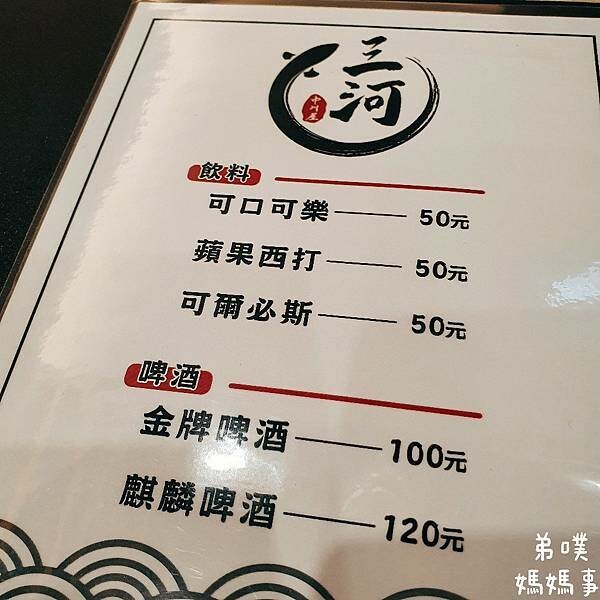 三河
中川屋
飲料
可口可樂 50元
蘋果西打 50元
可爾必斯 50元
啤酒
金牌啤酒 100元
麒麟啤酒 120元
弟噗
媽媽事